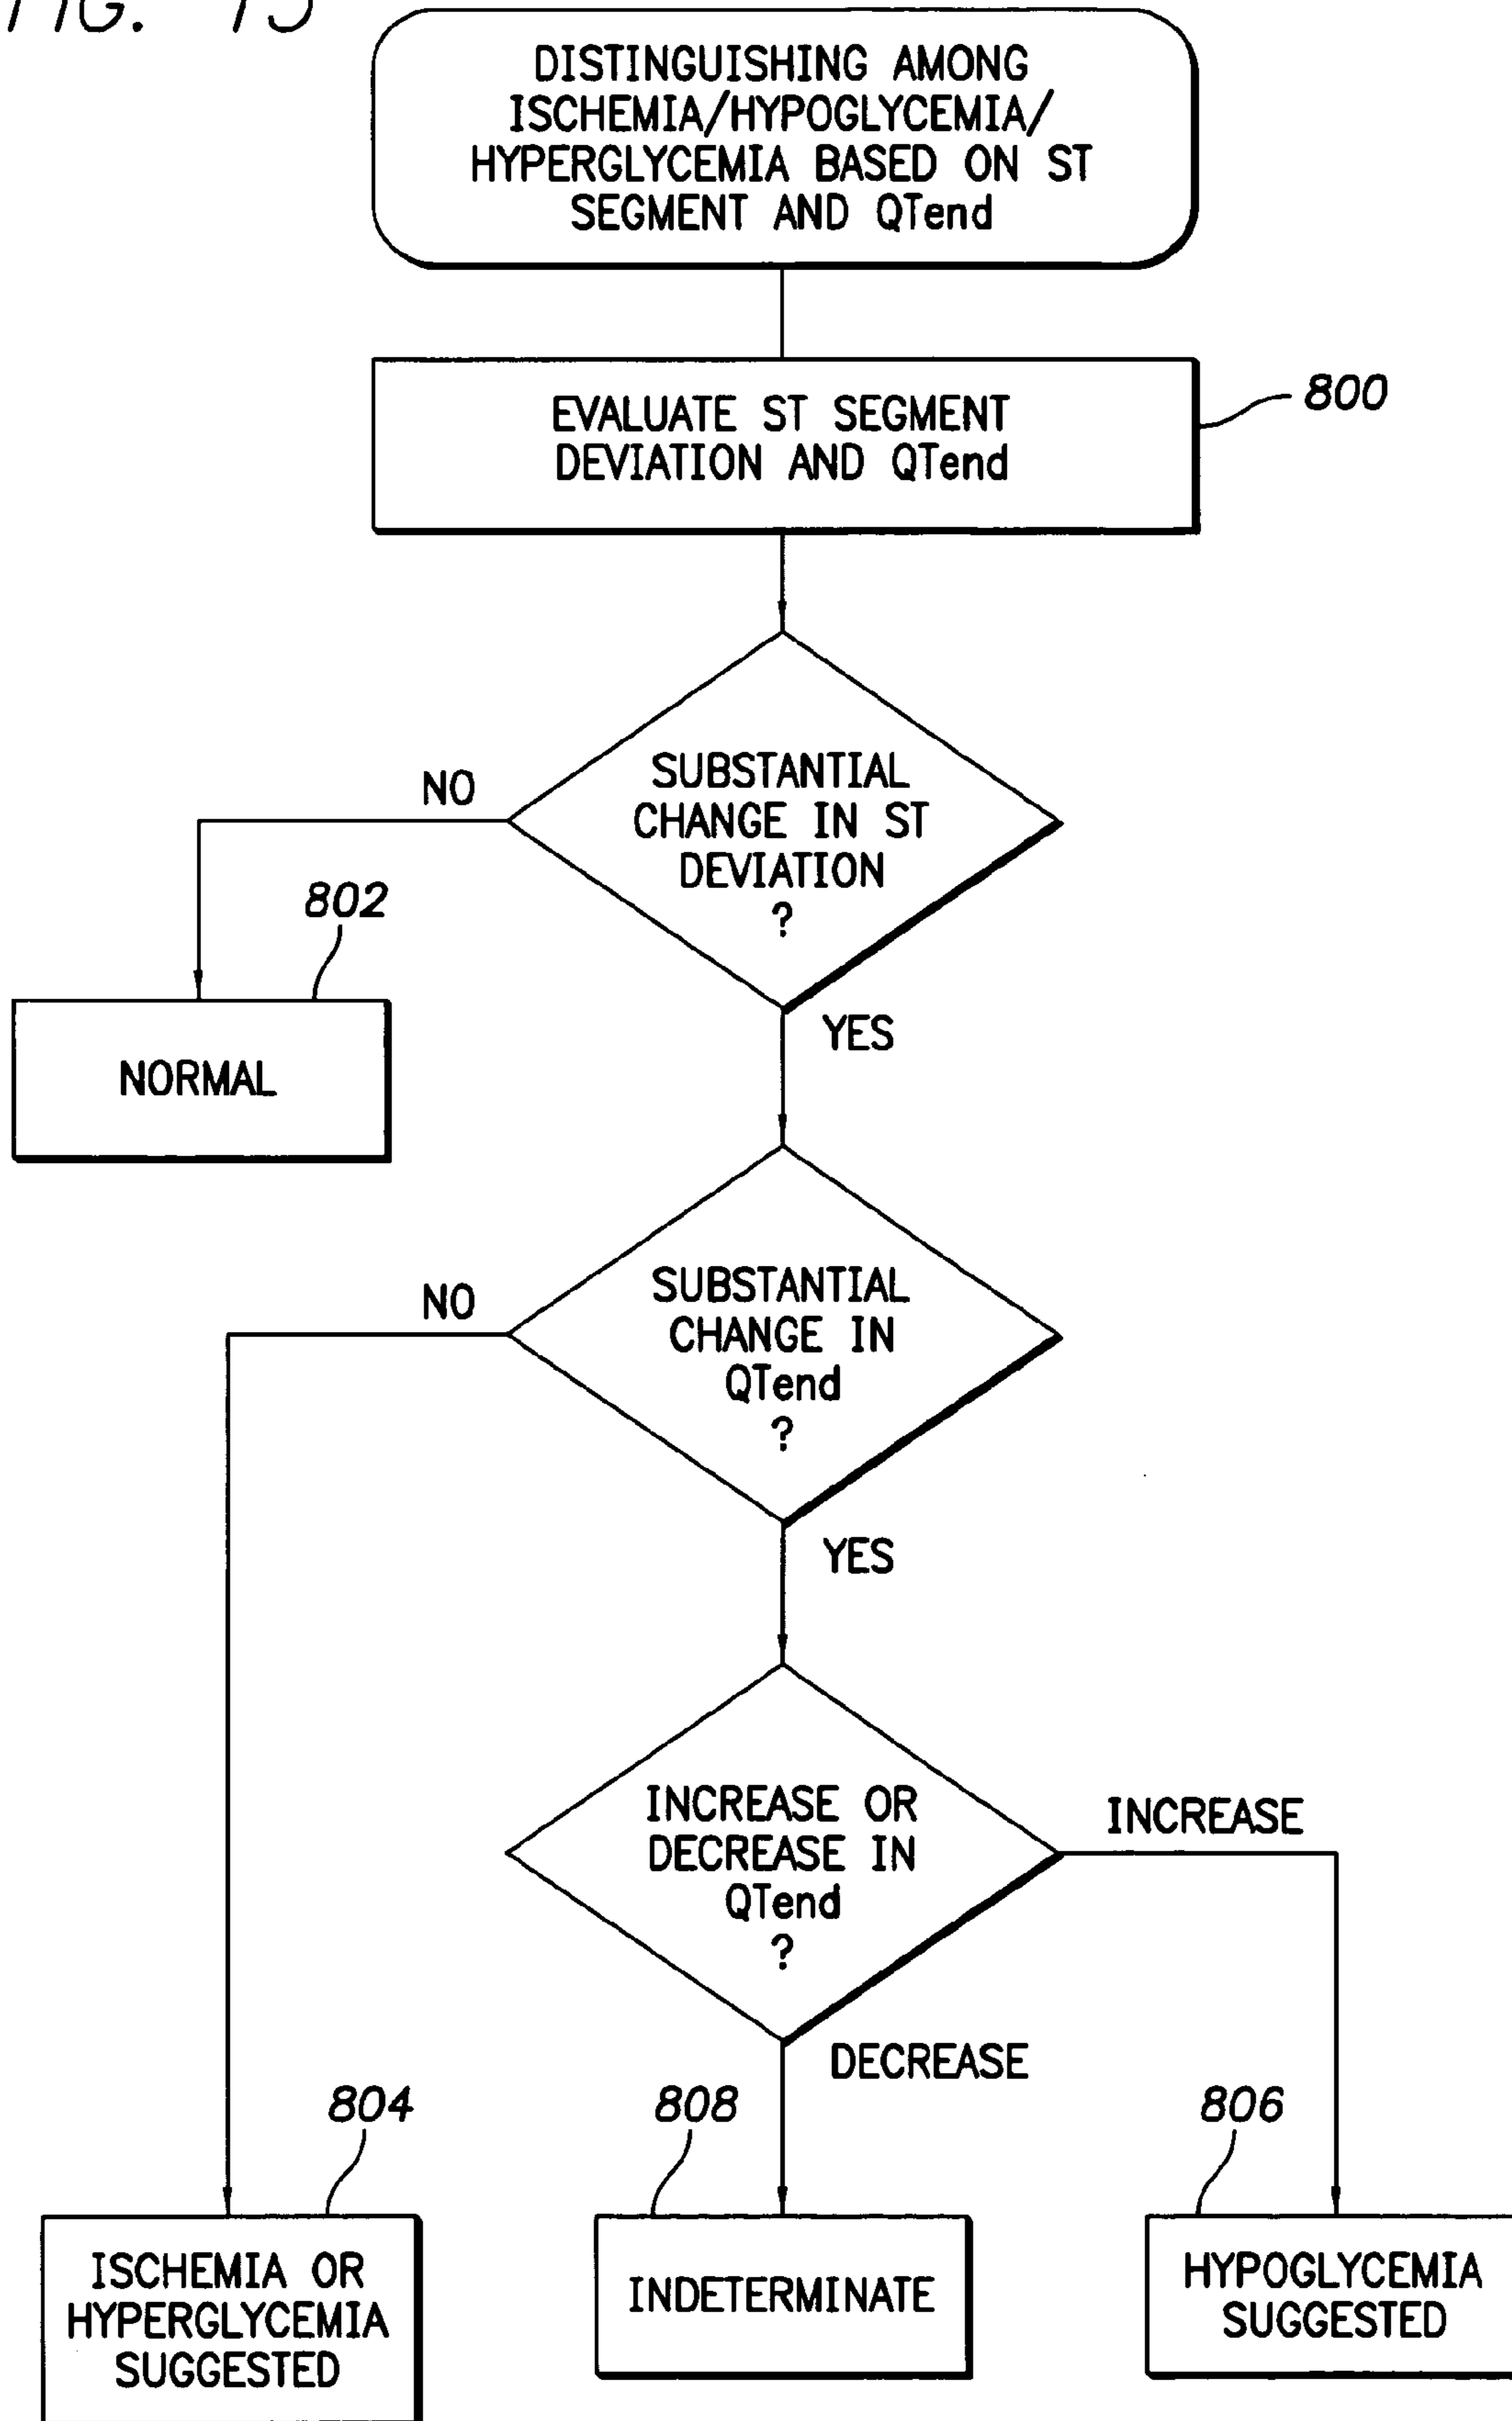 FIG. 15
DISTINGUISHING AMONG
ISCHEMIA/HYPOGLYCEMIA/
HYPERGLYCEMIA BASED ON ST
SEGMENT AND QTend
EVALUATE ST SEGMENT
DEVIATION AND QTend
800
SUBSTANTIAL
CHANGE IN ST
DEVIATION
?
NO
802
NORMAL
YES
SUBSTANTIAL
CHANGE IN
QTend
?
NO
YES
INCREASE OR
DECREASE IN
QTend
?
INCREASE
DECREASE
804
808
806
ISCHEMIA OR
HYPERGLYCEMIA
SUGGESTED
INDETERMINATE
HYPOGLYCEMIA
SUGGESTED